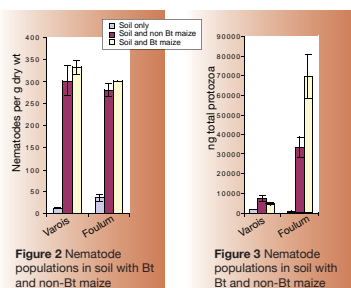 Soil only
Soil and non Bt maize
Soil and Bt maize
Nematodes per g dry wt
400
350
300
250
200
150
100
50
0
Varois
Foulum
Figure 2 Nematode
populations in soil with Bt
and non-Bt maize
ng total protozoa
90000
80000
70000
60000
50000
40000
30000
20000
10000
0
Varois
Foulum
Figure 3 Nematode
populations in soil with
Bt and non-Bt maize